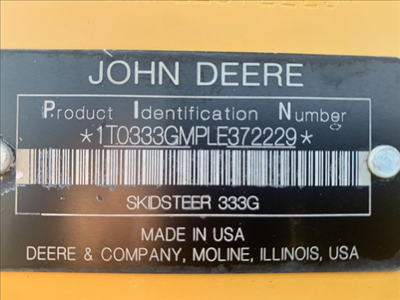 JOHN DEERE
Product Identification Number
*1T0333GMPLE372229*
SKIDSTEER 333G
MADE IN USA
DEERE & COMPANY, MOLINE, ILLINOIS, USA